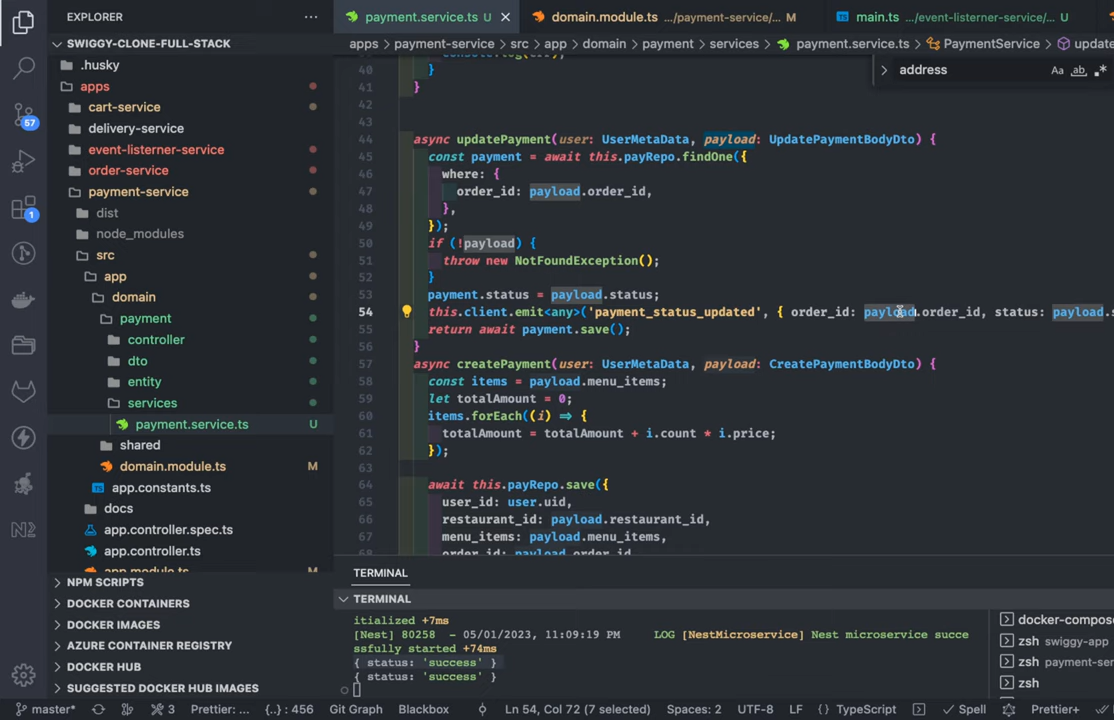 EXPLORER
SWIGGY-CLONE-FULL-STACK
.husky
apps
cart-service
delivery-service
event-listerner-service
order-service
payment-service
dist
node_modules
src
app
domain
payment
controller
dto
entity
services
payment.service.ts U
shared
domain.module.ts M
app.constants.ts
docs
app.controller.spec.ts
app.controller.ts
app.module.ts M
NPM SCRIPTS
DOCKER CONTAINERS
DOCKER IMAGES
AZURE CONTAINER REGISTRY
DOCKER HUB
SUGGESTED DOCKER HUB IMAGES
57
1
payment.service.ts U
domain.module.ts .../payment-service/... M
main.ts .../event-listerner-service/... U
apps > payment-service > src > app > domain > payment > services > payment.service.ts > PaymentService >
address
Aa ab
40 }
41 }
42
43
44 async updatePayment(user: UserMetaData, payload: UpdatePaymentBodyDto) {
45 const payment = await this.payRepo.findOne({
46 where: {
47 order_id: payload.order_id,
48 },
49 });
50 if (!payload) {
51 throw new NotFoundException();
52 }
53 payment.status = payload.status;
54 this.client.emit<any>('payment_status_updated', { order_id: payload.order_id, status: payload.
55 return await payment.save();
56 }
57 async createPayment(user: UserMetaData, payload: CreatePaymentBodyDto) {
58 const items = payload.menu_items;
59 let totalAmount = 0;
60 items.forEach((i) => {
61 totalAmount = totalAmount + i.count * i.price;
62 });
63
64 await this.payRepo.save({
65 user_id: user.uid,
66 restaurant_id: payload.restaurant_id,
67 menu_items: payload.menu_items,
68 order_id: payload.order_id
TERMINAL
TERMINAL
itialized +7ms
[Nest] 80258 - 05/01/2023, 11:09:19 PM LOG [NestMicroservice] Nest microservice succe
ssfully started +74ms
{ status: 'success' }
{ status: 'success' }
zsh swiggy-app
zsh
zsh
master* 3 Prettier: ... {..} : 456 Git Graph Blackbox Ln 54, Col 72 (7 selected) Spaces: 2 UTF-8 LF TypeScript Spell Prettier+